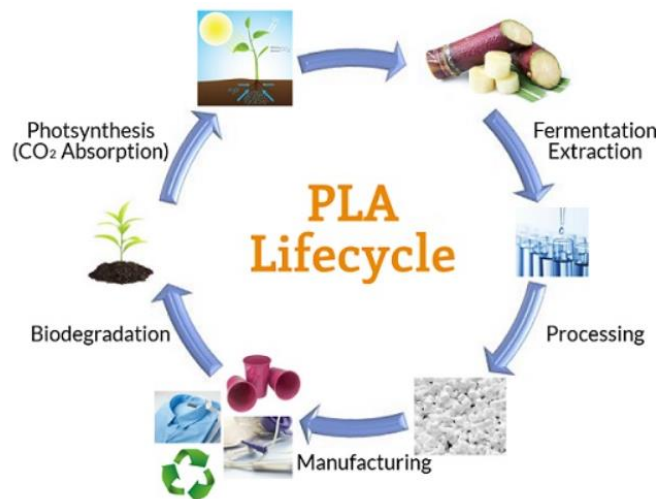 Photsynthesis
(CO₂ Absorption)
Fermentation
Extraction
PLA
Lifecycle
Biodegradation
Processing
Manufacturing